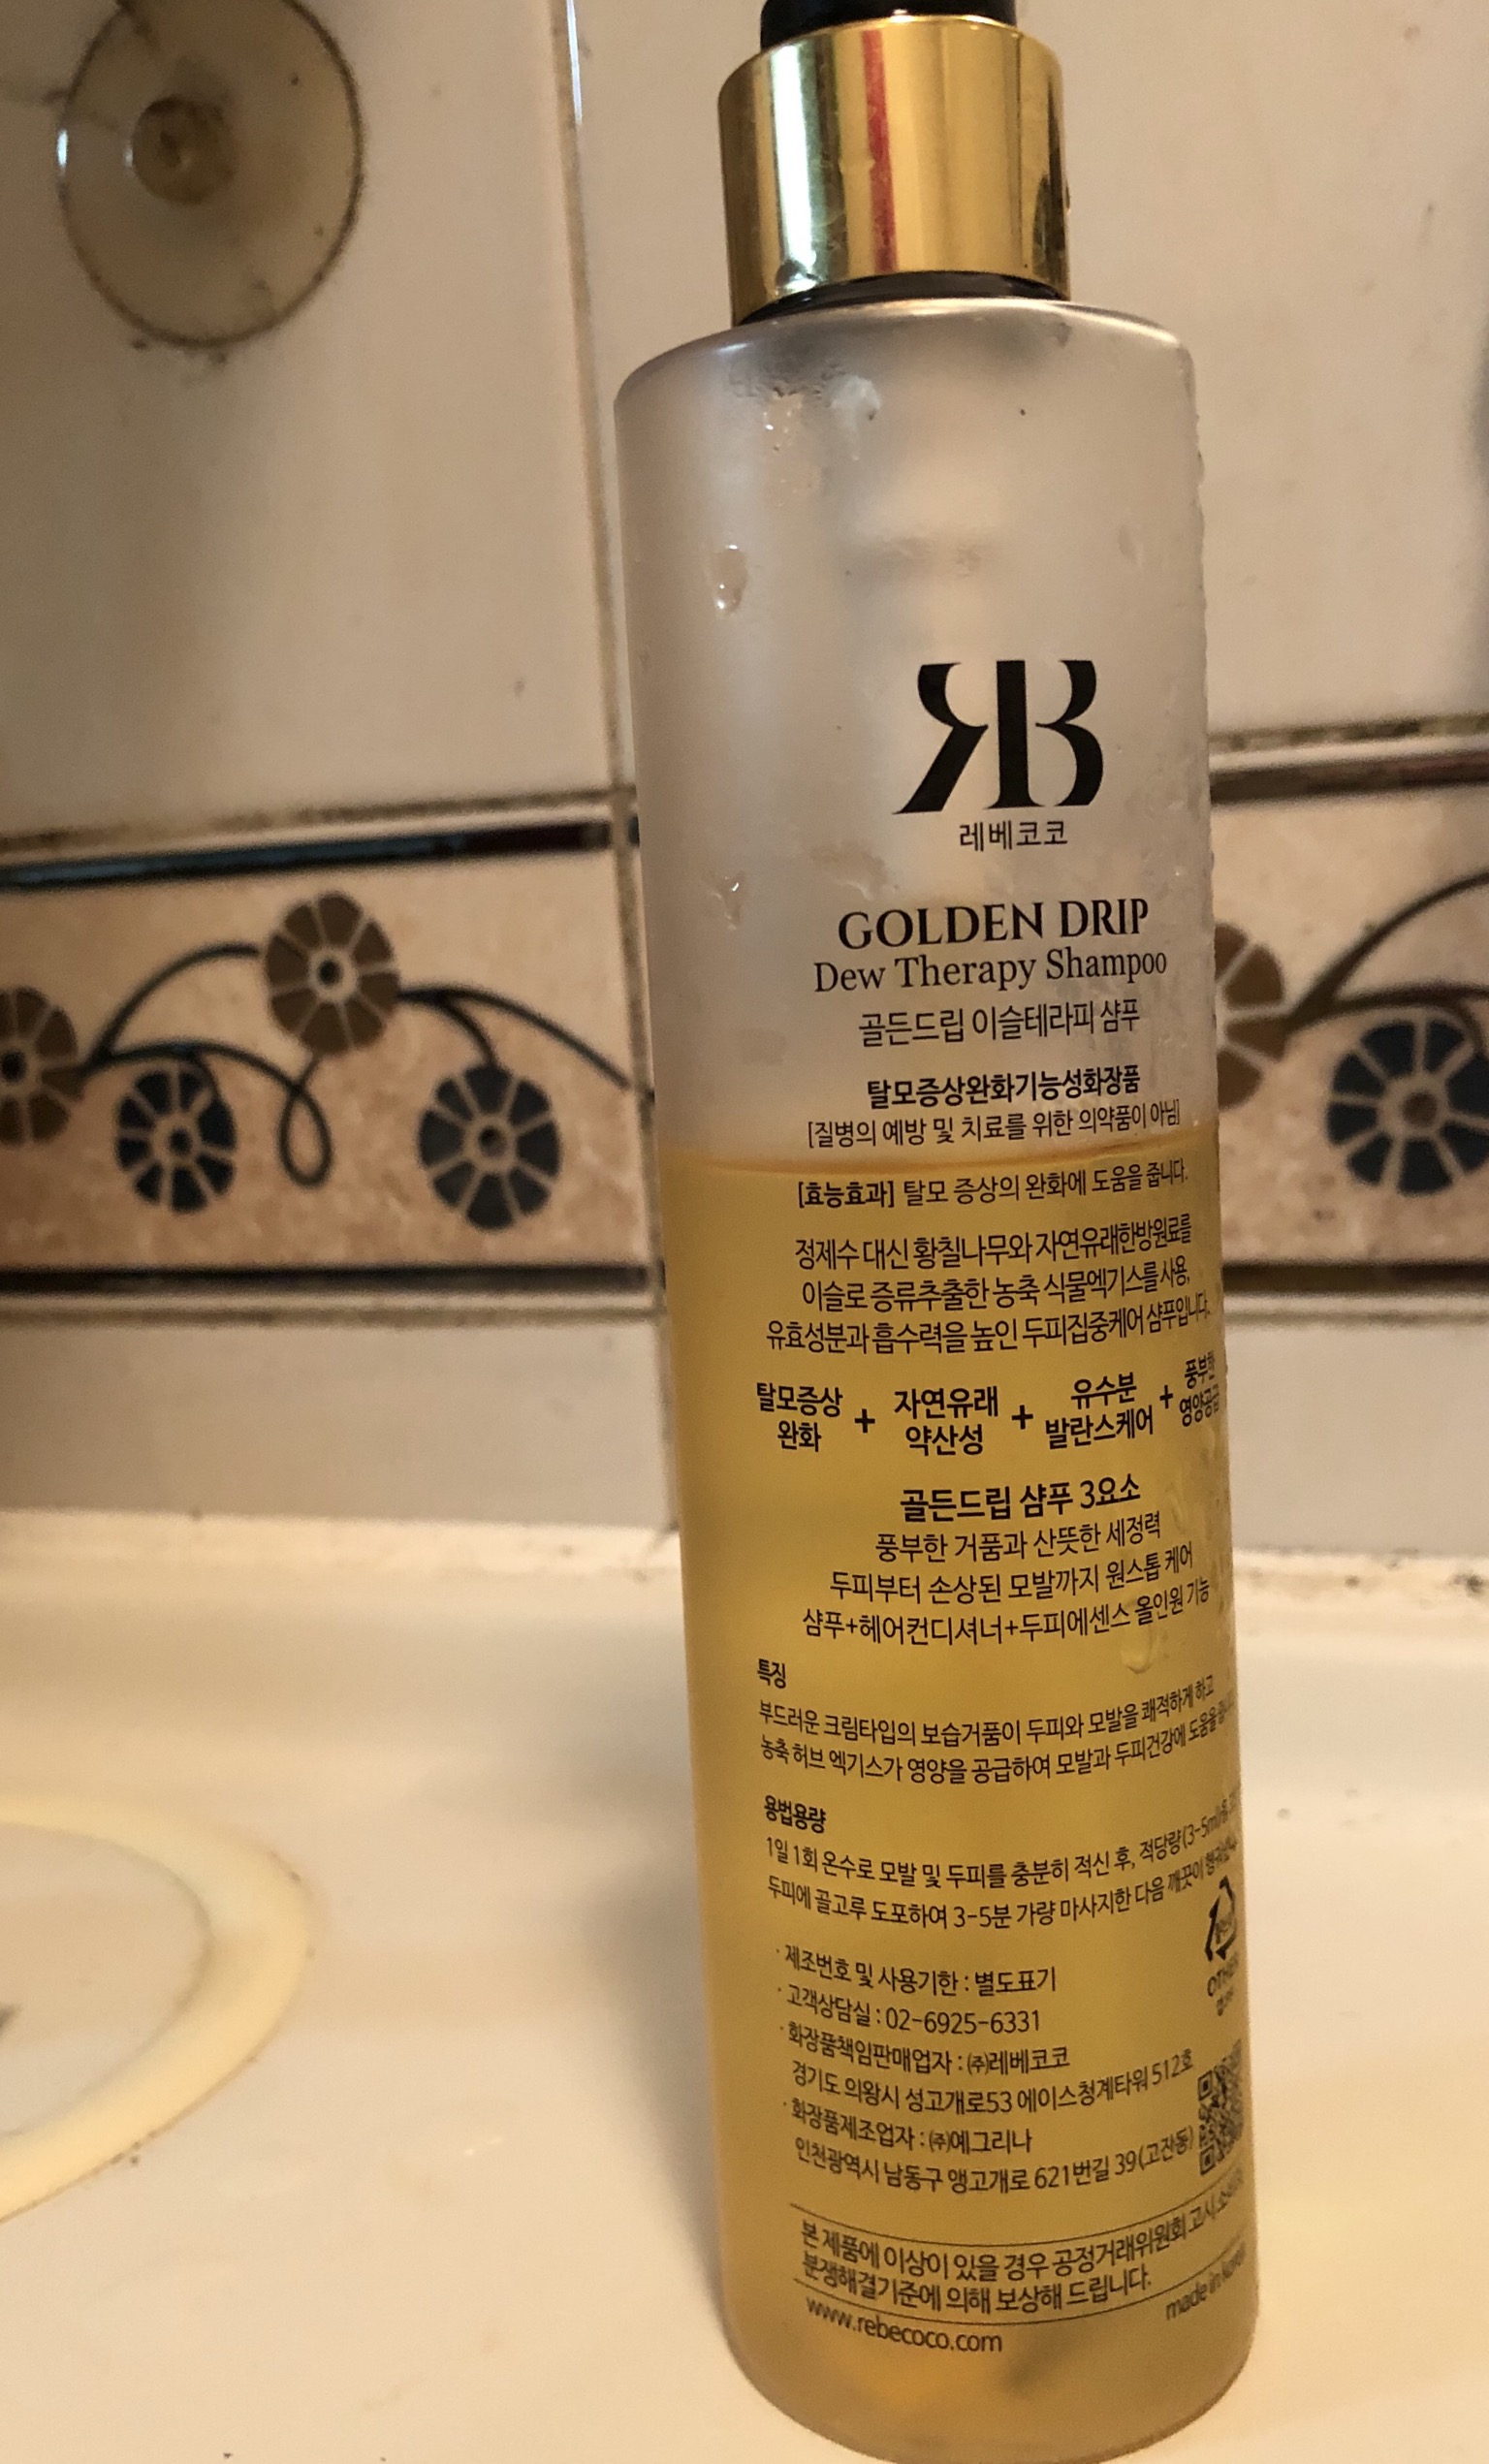 RB
레베코코
GOLDEN DRIP
Dew Therapy Shampoo
골든드립 이슬테라피 샴푸
탈모증상완화기능성화장품
[질병의 예방 및 치료를 위한 의약품이 아님]
[효능효과] 탈모 증상의 완화에 도움을 줍니다.
정제수 대신 황칠나무와 자연유래한방원료를
이슬로 증류추출한 농축 식물엑기스를 사용,
유효성분과 흡수력을 높인 두피집중케어 샴푸입니다.
탈모증상 완화 + 자연유래 약산성 + 유수분 발란스케어 + 풍부한 영양공급
골든드립 샴푸 3요소
풍부한 거품과 산뜻한 세정력
두피부터 손상된 모발까지 원스톱 케어
샴푸+헤어컨디셔너+두피에센스 올인원 기능
특징
부드러운 크림타입의 보습거품이 두피와 모발을 쾌적하게 하고
농축 허브 엑기스가 영양을 공급하여 모발과 두피건강에 도움을
용법용량
1일 1회 온수로 모발 및 두피를 충분히 적신 후, 적당량(3-5ml)을
두피에 골고루 도포하여 3-5분 가량 마사지한 다음 깨끗이
OTHER
· 제조번호 및 사용기한 : 별도표기
· 고객상담실 : 02-6925-6331
· 화장품책임판매업자 : ㈜레베코코
경기도 의왕시 성고개로53 에이스청계타워 512호
· 화장품제조업자 : ㈜예그리나
인천광역시 남동구 앵고개로 621번길 39(고잔동)
본 제품에 이상이 있을 경우 공정거래위원회 고시,
분쟁해결기준에 의해 보상해 드립니다.
www.rebecoco.com
made in Korea